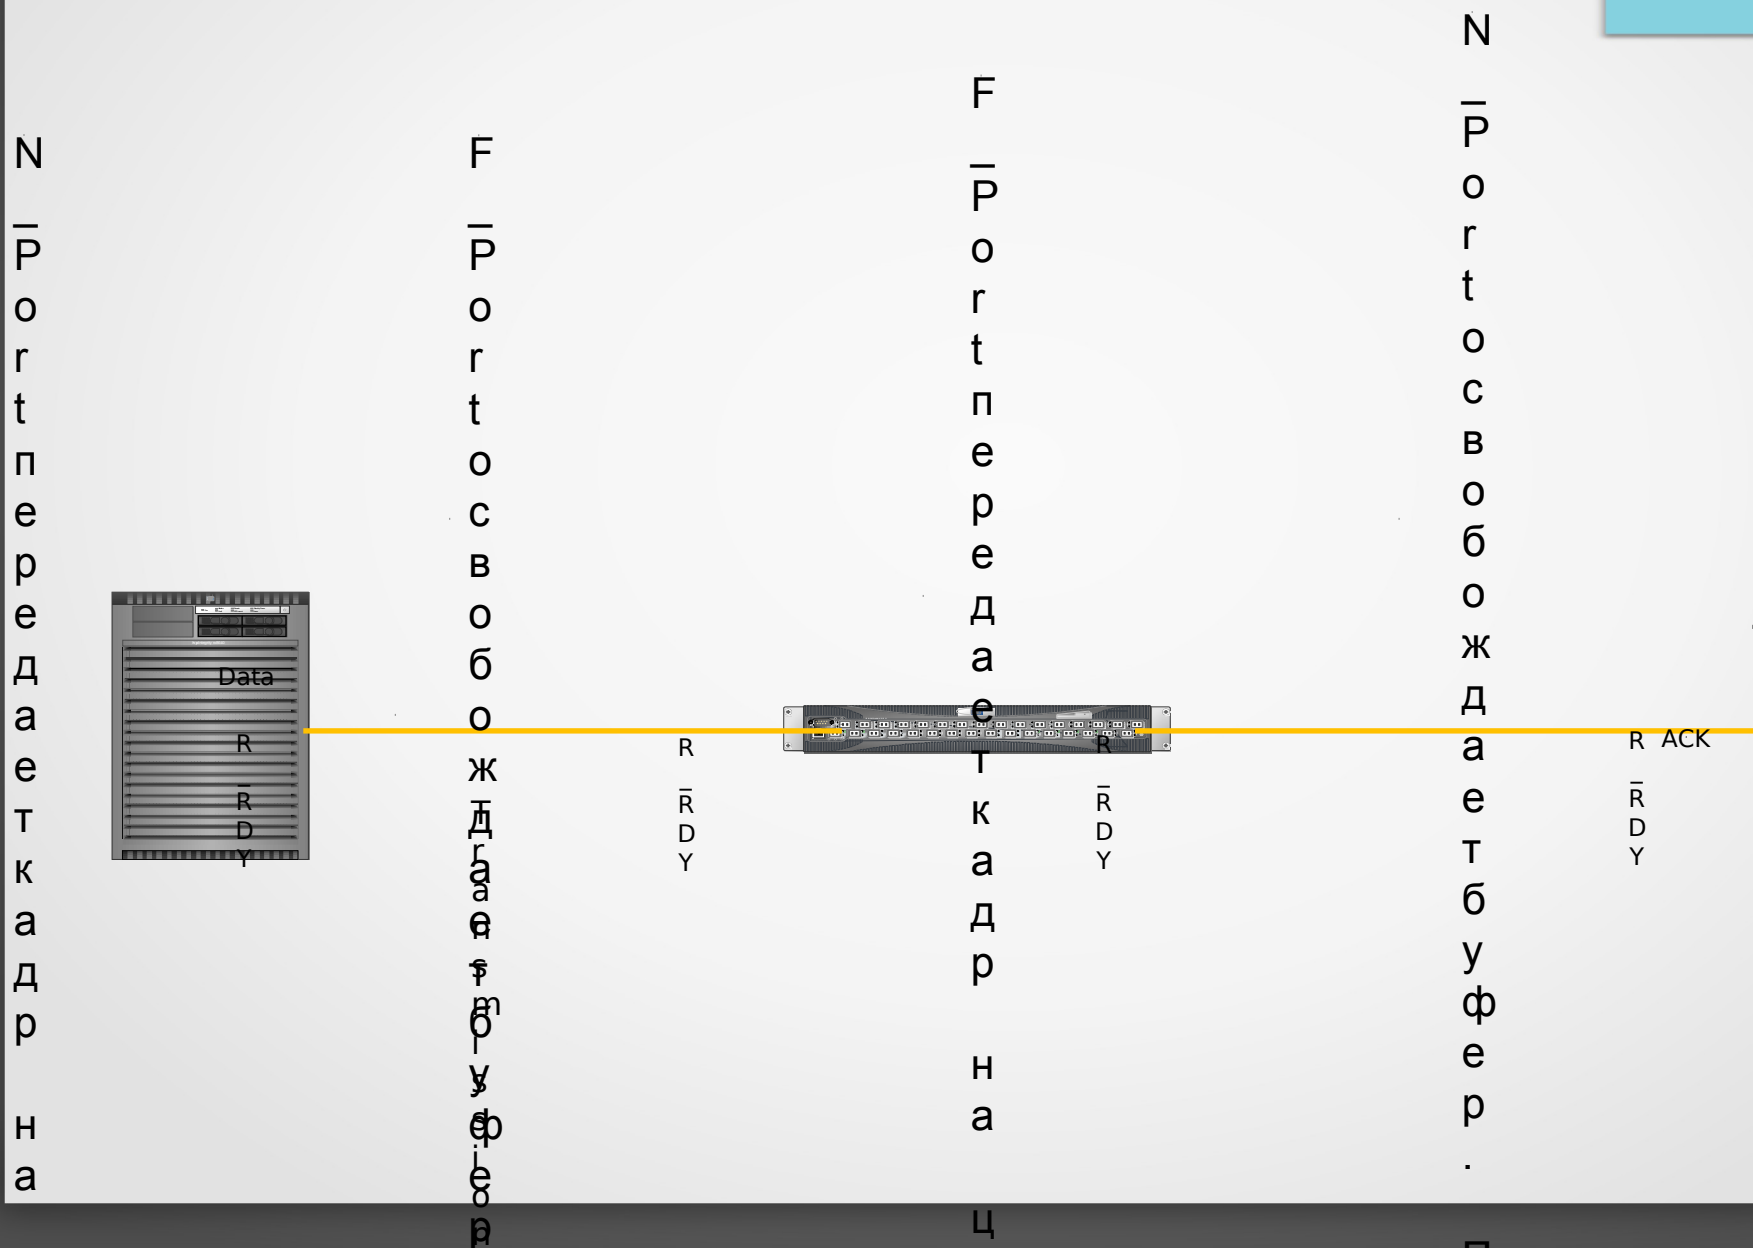 N_Port передает кадр на
F_Port освобождает буфер
F_Port передает кадр на ц
N_Port освобождает буфер. п
Data
R_RDY
Transmission
R_RDY
R_RDY
R_RDY
ACK